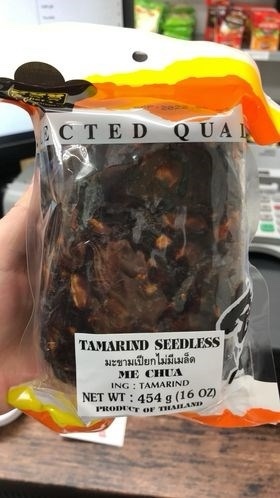 ECTED QUAL
TAMARIND SEEDLESS
มะขามเปียกไม่มีเมล็ด
ME CHUA
ING : TAMARIND
NET WT : 454 g (16 OZ)
PRODUCT OF THAILAND